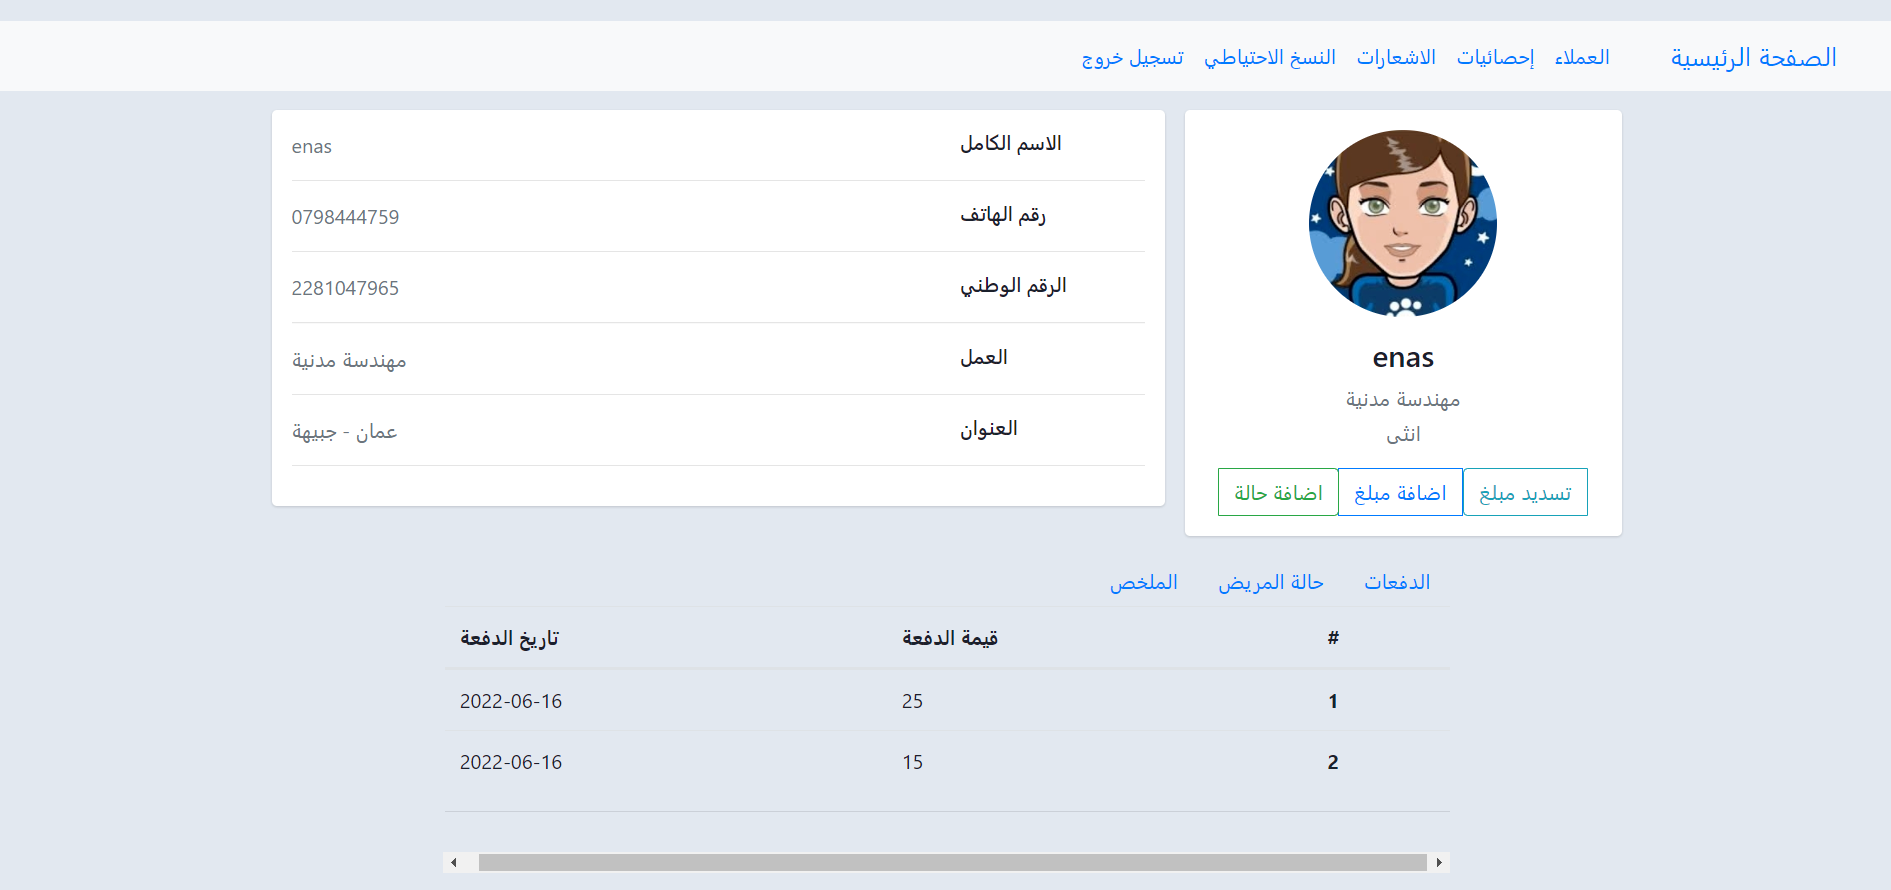 الصفحة الرئيسية العملاء إحصائيات الاشعارات النسخ الاحتياطي تسجيل خروج
enas
مهندسة مدنية
انثى
تسديد مبلغ اضافة مبلغ اضافة حالة
الاسم الكامل enas
رقم الهاتف 0798444759
الرقم الوطني 2281047965
العمل مهندسة مدنية
العنوان عمان - جبيهة
الدفعات حالة المريض الملخص
# قيمة الدفعة تاريخ الدفعة
1 25 2022-06-16
2 15 2022-06-16